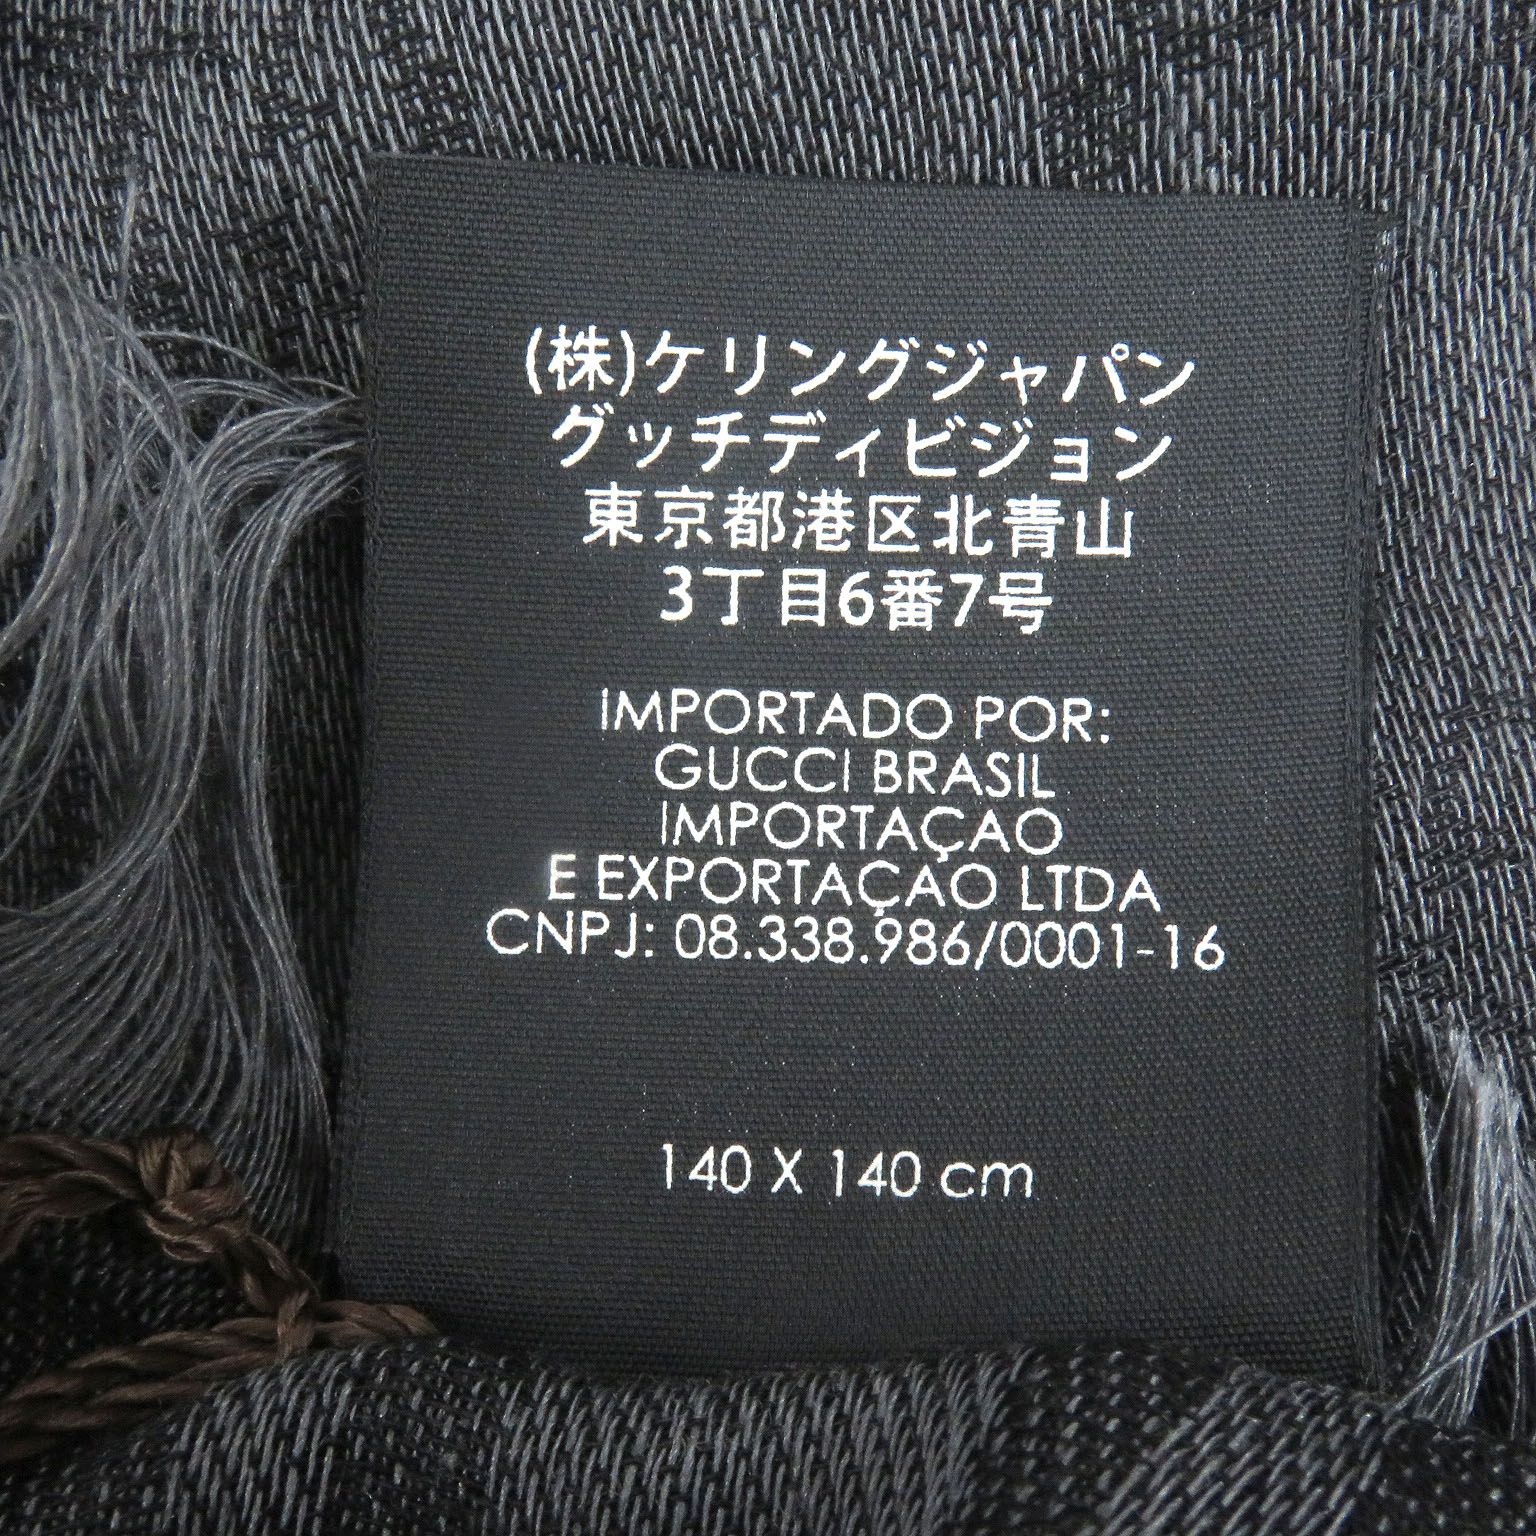 (株)ケリングジャパン
グッチディビジョン
東京都港区北青山
3丁目6番7号
IMPORTADO POR:
GUCCI BRASIL
IMPORTAÇAO
E EXPORTAÇAO LTDA
CNPJ: 08.338.986/0001-16
140 X 140 cm